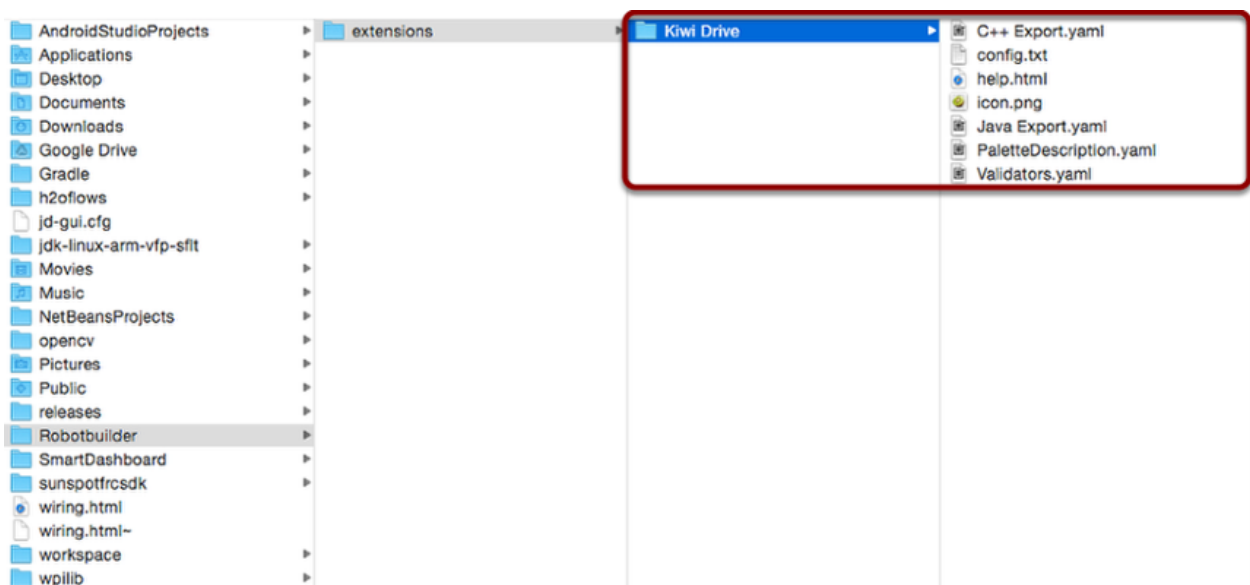 AndroidStudioProjects
Applications
Desktop
Documents
Downloads
Google Drive
Gradle
h2oflows
jd-gui.cfg
jdk-linux-arm-vfp-sflt
Movies
Music
NetBeansProjects
opencv
Pictures
Public
releases
Robotbuilder
SmartDashboard
sunspotfrcsdk
wiring.html
wiring.html~
workspace
wpilib
extensions
Kiwi Drive
C++ Export.yaml
config.txt
help.html
icon.png
Java Export.yaml
PaletteDescription.yaml
Validators.yaml